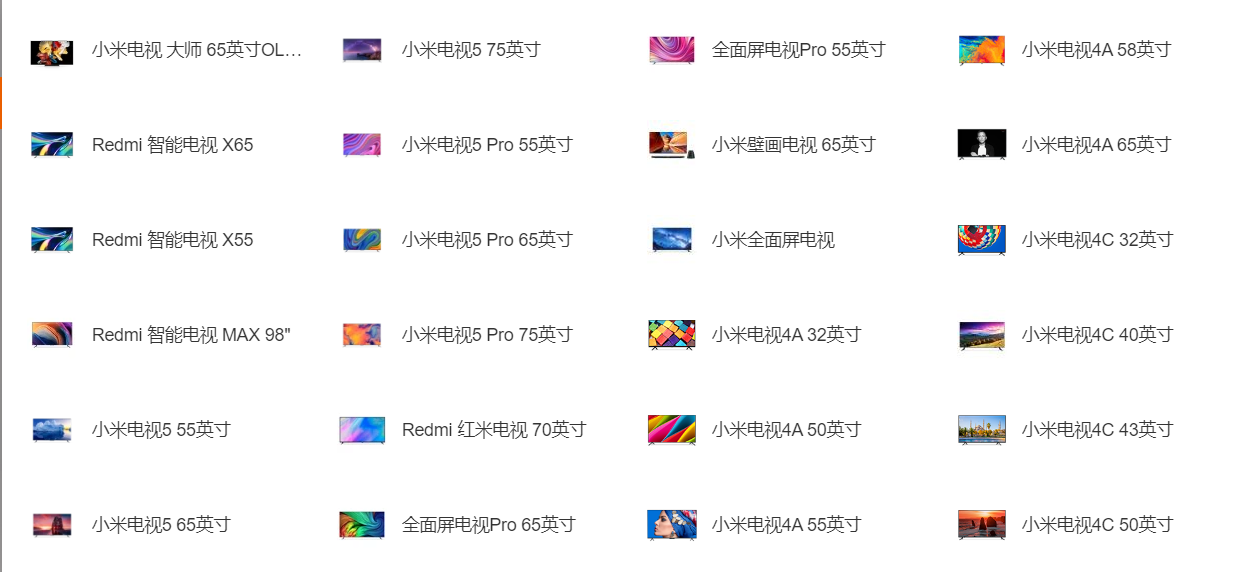 小米电视 大师 65英寸OL…
小米电视5 75英寸
全面屏电视Pro 55英寸
小米电视4A 58英寸
Redmi 智能电视 X65
小米电视5 Pro 55英寸
小米壁画电视 65英寸
小米电视4A 65英寸
Redmi 智能电视 X55
小米电视5 Pro 65英寸
小米全面屏电视
小米电视4C 32英寸
Redmi 智能电视 MAX 98"
小米电视5 Pro 75英寸
小米电视4A 32英寸
小米电视4C 40英寸
小米电视5 55英寸
Redmi 红米电视 70英寸
小米电视4A 50英寸
小米电视4C 43英寸
小米电视5 65英寸
全面屏电视Pro 65英寸
小米电视4A 55英寸
小米电视4C 50英寸